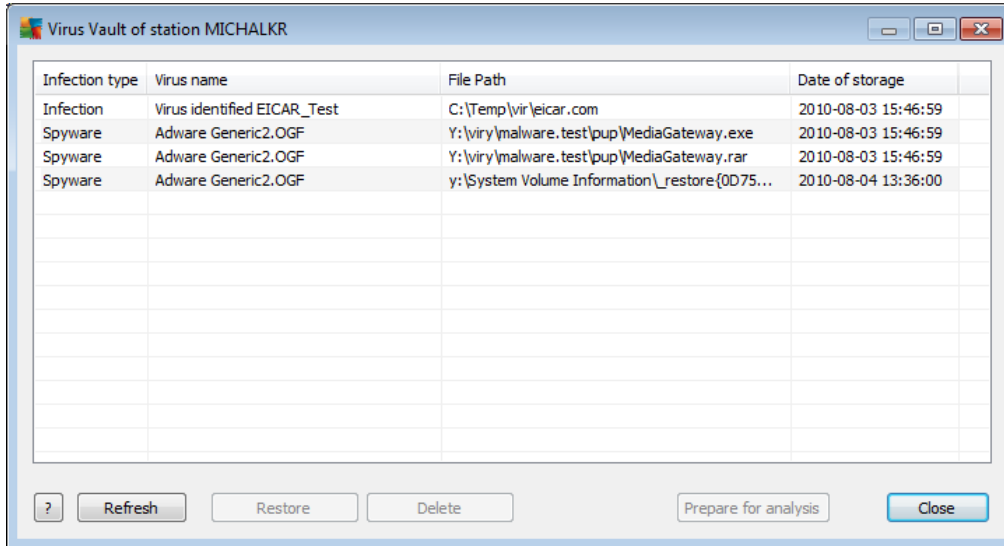 Virus Vault of station MICHALKR
Infection type Virus name File Path Date of storage
Infection Virus identified EICAR_Test C:\Temp\vir\eicar.com 2010-08-03 15:46:59
Spyware Adware Generic2.OGF Y:\viry\malware.test\pup\MediaGateway.exe 2010-08-03 15:46:59
Spyware Adware Generic2.OGF Y:\viry\malware.test\pup\MediaGateway.rar 2010-08-03 15:46:59
Spyware Adware Generic2.OGF y:\System Volume Information\_restore{0D75... 2010-08-04 13:36:00
? Refresh Restore Delete Prepare for analysis Close